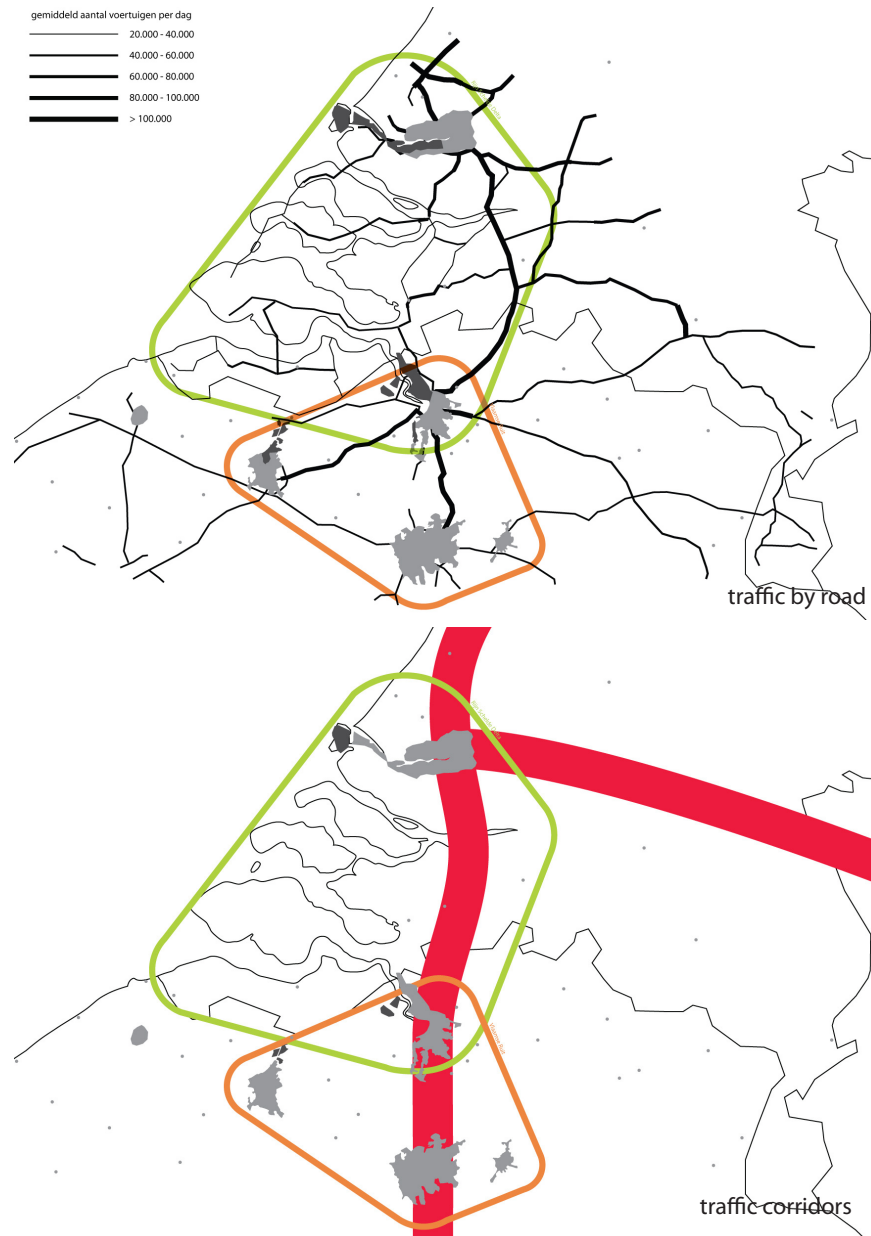 gemiddeld aantal voertuigen per dag
20.000 - 40.000
40.000 - 60.000
60.000 - 80.000
80.000 - 100.000
> 100.000
traffic by road
traffic corridors